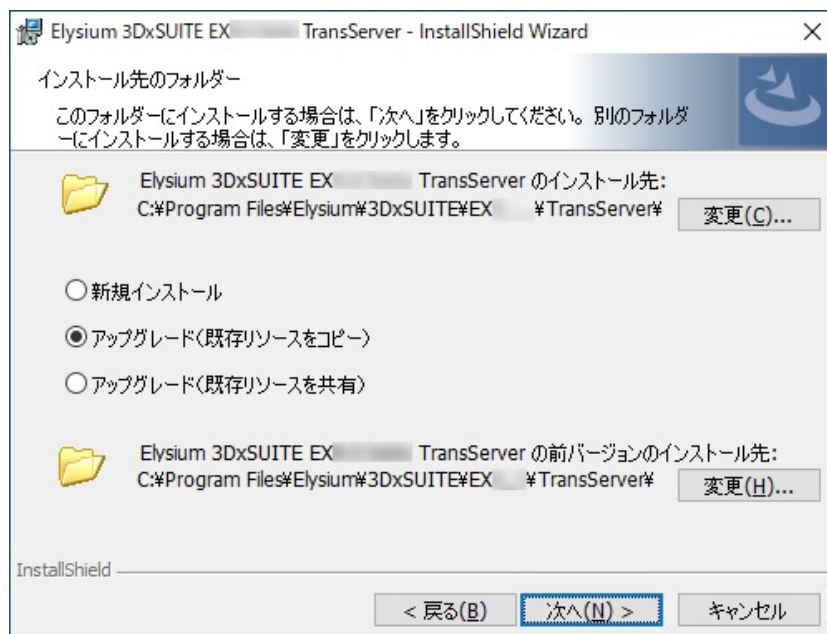 Elysium 3DxSUITE EX TransServer - InstallShield Wizard
インストール先のフォルダー
このフォルダーにインストールする場合は、「次へ」をクリックしてください。別のフォルダ
ーにインストールする場合は、「変更」をクリックします。
Elysium 3DxSUITE EX TransServer のインストール先:
C:¥Program Files¥Elysium¥3DxSUITE¥EX ¥TransServer¥
変更(C)...
新規インストール
アップグレード(既存リソースをコピー)
アップグレード(既存リソースを共有)
Elysium 3DxSUITE EX TransServer の前バージョンのインストール先:
C:¥Program Files¥Elysium¥3DxSUITE¥EX ¥TransServer¥
変更(H)...
InstallShield
< 戻る(B)
次へ(N) >
キャンセル